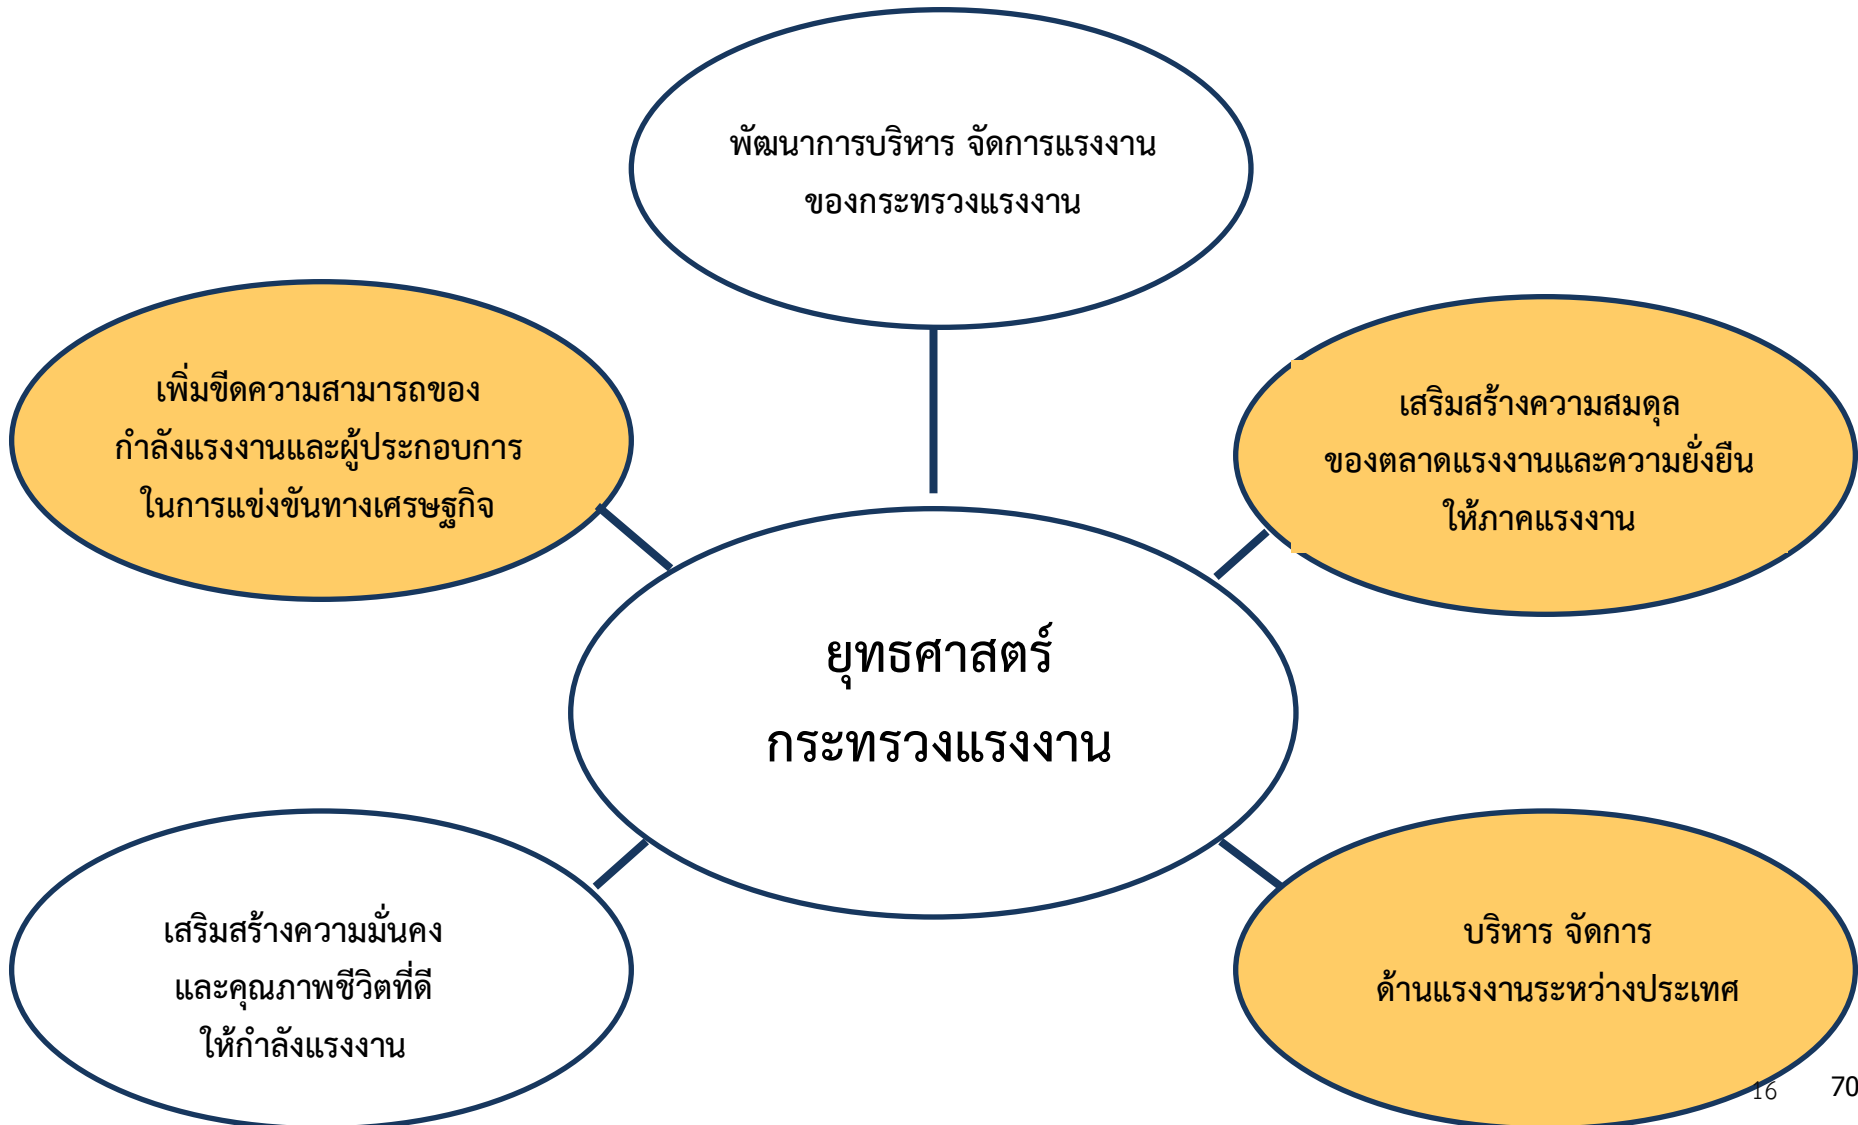 พัฒนาการบริหาร จัดการแรงงาน
ของกระทรวงแรงงาน
เพิ่มขีดความสามารถของ
กำลังแรงงานและผู้ประกอบการ
ในการแข่งขันทางเศรษฐกิจ
เสริมสร้างความสมดุล
ของตลาดแรงงานและความยั่งยืน
ให้ภาคแรงงาน
ยุทธศาสตร์
กระทรวงแรงงาน
เสริมสร้างความมั่นคง
และคุณภาพชีวิตที่ดี
ให้กำลังแรงงาน
บริหาร จัดการ
ด้านแรงงานระหว่างประเทศ
16
70